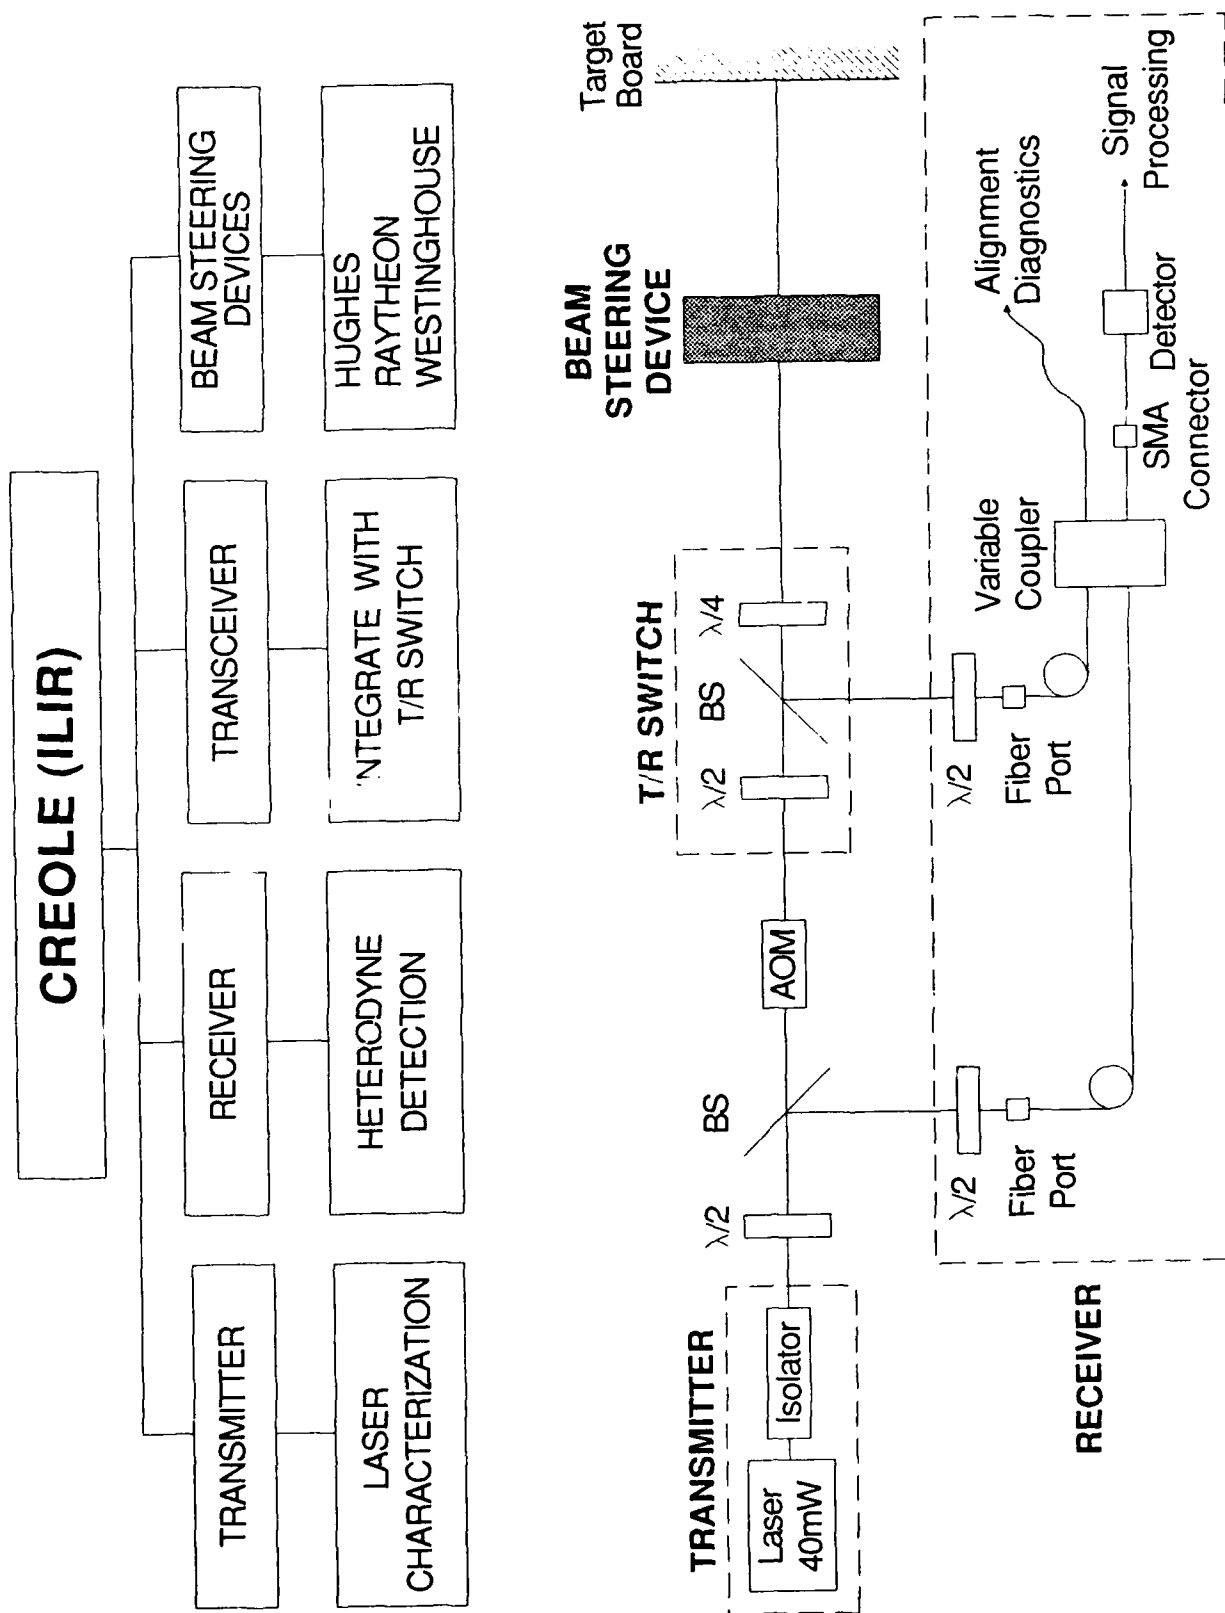 CREOLE (ILIR)
TRANSMITTER
RECEIVER
TRANSCEIVER
BEAM STEERING
DEVICES
LASER
CHARACTERIZATION
HETERODYNE
DETECTION
INTEGRATE WITH
T/R SWITCH
HUGHES
RAYTHEON
WESTINGHOUSE
TRANSMITTER
Laser
40mW
Isolator
λ/2
BS
AOM
T/R SWITCH
λ/2
BS
λ/4
BEAM
STEERING
DEVICE
Target
Board
RECEIVER
λ/2
Fiber
Port
λ/2
Fiber
Port
Variable
Coupler
Alignment
Diagnostics
SMA
Connector
Detector
Signal
Processing